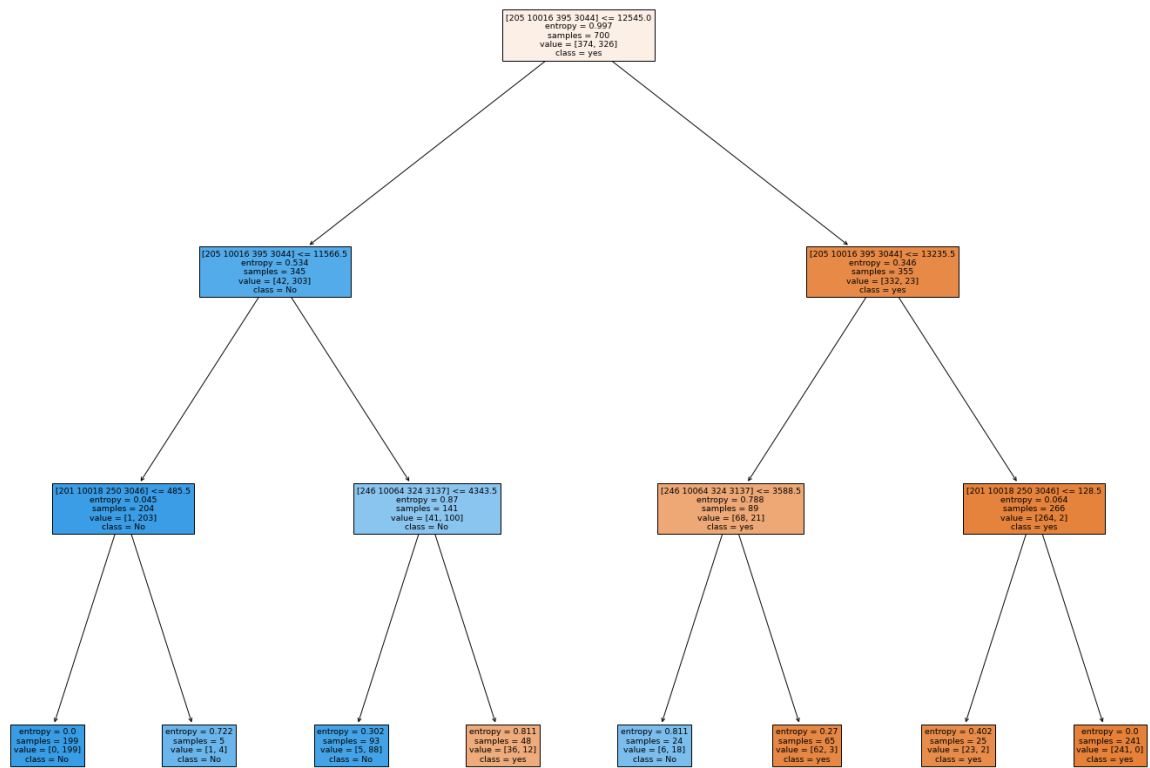 [205 10016 395 3044] <= 12545.0
entropy = 0.997
samples = 700
value = [374, 326]
class = yes
[205 10016 395 3044] <= 11566.5
entropy = 0.534
samples = 345
value = [42, 303]
class = No
[205 10016 395 3044] <= 13235.5
entropy = 0.346
samples = 355
value = [332, 23]
class = yes
[201 10018 250 3046] <= 485.5
entropy = 0.045
samples = 204
value = [1, 203]
class = No
[246 10064 324 3137] <= 4343.5
entropy = 0.87
samples = 141
value = [41, 100]
class = No
[246 10064 324 3137] <= 3588.5
entropy = 0.788
samples = 89
value = [68, 21]
class = yes
[201 10018 250 3046] <= 128.5
entropy = 0.064
samples = 266
value = [264, 2]
class = yes
entropy = 0.0
samples = 199
value = [0, 199]
class = No
entropy = 0.722
samples = 5
value = [1, 4]
class = No
entropy = 0.302
samples = 93
value = [5, 88]
class = No
entropy = 0.811
samples = 48
value = [36, 12]
class = yes
entropy = 0.811
samples = 24
value = [6, 18]
class = No
entropy = 0.27
samples = 65
value = [62, 3]
class = yes
entropy = 0.402
samples = 25
value = [23, 2]
class = yes
entropy = 0.0
samples = 241
value = [241, 0]
class = yes